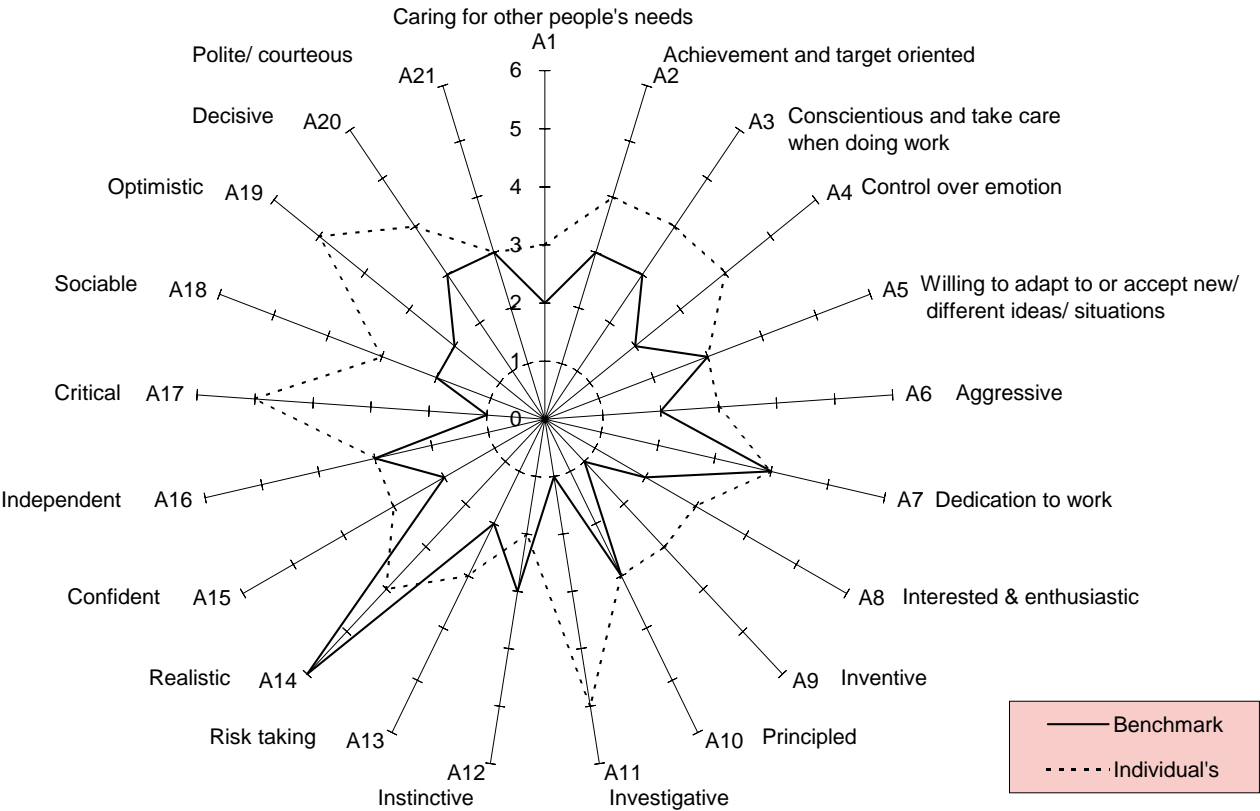 Caring for other people's needs
A1
Polite/ courteous
Achievement and target oriented
A21
6
A2
Decisive
A20
5
A3
Conscientious and take care
when doing work
Optimistic
A19
4
A4
Control over emotion
3
Sociable
A18
2
A5
Willing to adapt to or accept new/
different ideas/ situations
1
Critical
A17
0
A6
Aggressive
Independent
A16
A7
Dedication to work
Confident
A15
A8
Interested & enthusiastic
Realistic
A14
A9
Inventive
Risk taking
A13
A10
Principled
A12
Instinctive
A11
Investigative
Benchmark
Individual's